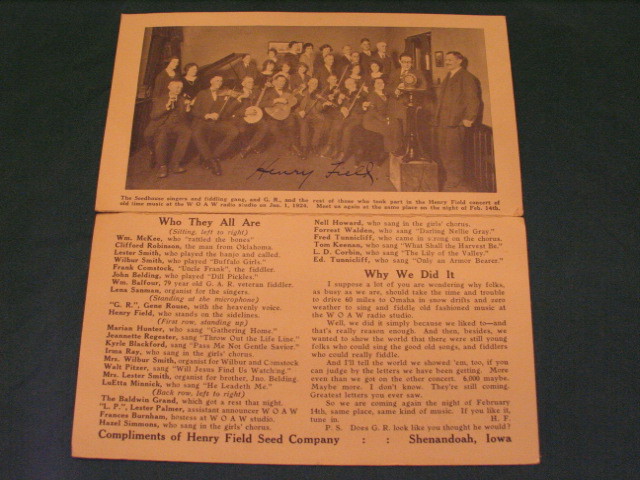 Henry Field.
The Seedhouse singers and fiddling gang, and G. R., and the rest of those who took part in the Henry Field concert of
old time music at the W O A W radio studio on Jan. 1, 1924. Meet us again at the same place on the night of Feb. 14th.
Who They All Are
(Sitting, left to right)
Wm. McKee, who "rattled the bones"
Clifford Robinson, the man from Oklahoma.
Lester Smith, who played the banjo and called.
Wilbur Smith, who played "Buffalo Girls."
Frank Comstock, "Uncle Frank", the fiddler.
John Belding, who played "Dill Pickles."
Wm. Balfour, 79 year old G. A. R. veteran fiddler.
Lena Sonman, organist for the singers.
(Standing at the microphone)
"G. R.", Gene Rouse, with the heavenly voice.
Henry Field, who stands on the sidelines.
(First row, standing up)
Marian Hunter, who sang "Gathering Home."
Jeannette Regester, sang "Throw Out the Life Line."
Kyrle Blackford, sang "Pass Me Not Gentle Savior."
Irma Ray, who sang in the girls' chorus.
Mrs. Wilbur Smith, organist for Wilbur and Comstock
Walt Pitzer, sang "Will Jesus Find Us Watching."
Mrs. Lester Smith, organist for brother, Jno. Belding.
LuEtta Minnick, who sang "He Leadeth Me."
(Back row, left to right)
The Baldwin Grand, which got a rest that night.
"L. P.", Lester Palmer, assistant announcer W O A W
Frances Burnham, hostess at W O A W studio.
Hazel Simmons, who sang in the girls' chorus.
Nell Howard, who sang in the girls' chorus.
Forrest Walden, who sang "Darling Nellie Gray."
Fred Tunnicliff, who came in strong on the chorus.
Tom Keenan, who sang "What Shall the Harvest Be."
L. D. Corbin, who sang "The Lily of the Valley."
Ed. Tunnicliff, who sang "Only an Armor Bearer."
Why We Did It
I suppose a lot of you are wondering why folks,
as busy as we are, should take the time and trouble
to drive 60 miles to Omaha in snow drifts and zero
weather to sing and fiddle old fashioned music at
the W O A W radio studio.
Well, we did it simply because we liked to—and
that's really reason enough. And then, besides, we
wanted to show the world that there were still young
folks who could sing the good old songs, and fiddlers
who could really fiddle.
And I'll tell the world we showed 'em, too, if you
can judge by the letters we have been getting. More
even than we got on the other concert. 6,000 maybe.
Maybe more. I don't know. They're still coming.
Greatest letters you ever saw.
So we are coming again the night of February
14th, same place, same kind of music. If you like it,
tune in. H. F.
P. S. Does G. R. look like you thought he would?
Compliments of Henry Field Seed Company : : Shenandoah, Iowa